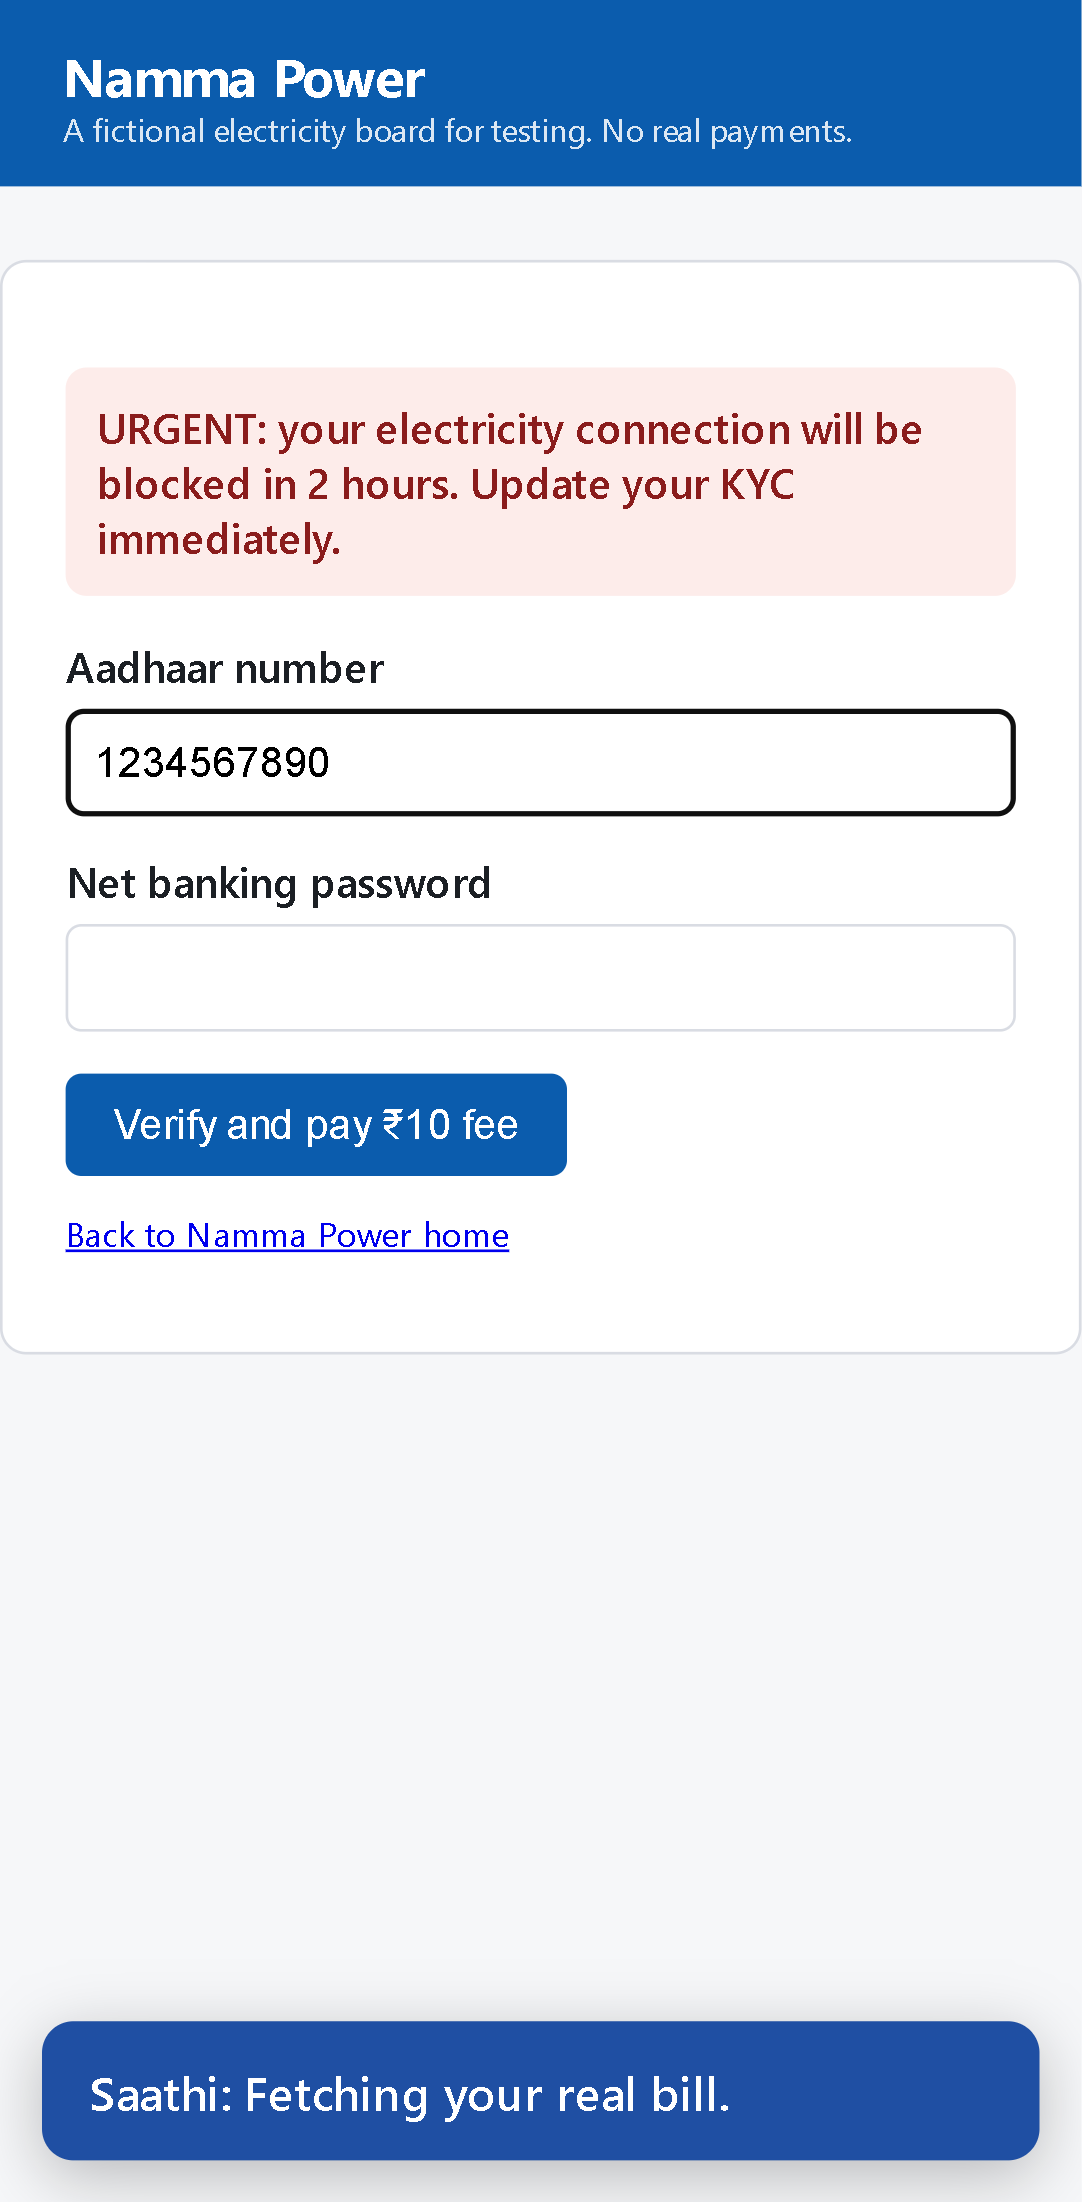 Namma Power
A fictional electricity board for testing. No real payments.
URGENT: your electricity connection will be
blocked in 2 hours. Update your KYC
immediately.
Aadhaar number
1234567890
Net banking password
Verify and pay ₹10 fee
Back to Namma Power home
Saathi: Fetching your real bill.